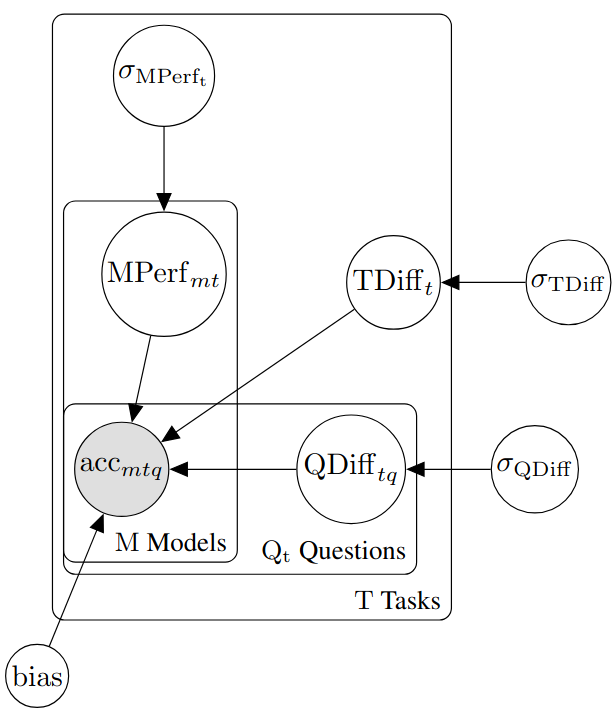 σ_MPerf_t
MPerf_mt
TDiff_t
σ_TDiff
acc_mtq
QDiff_tq
σ_QDiff
M Models
Q_t Questions
T Tasks
bias